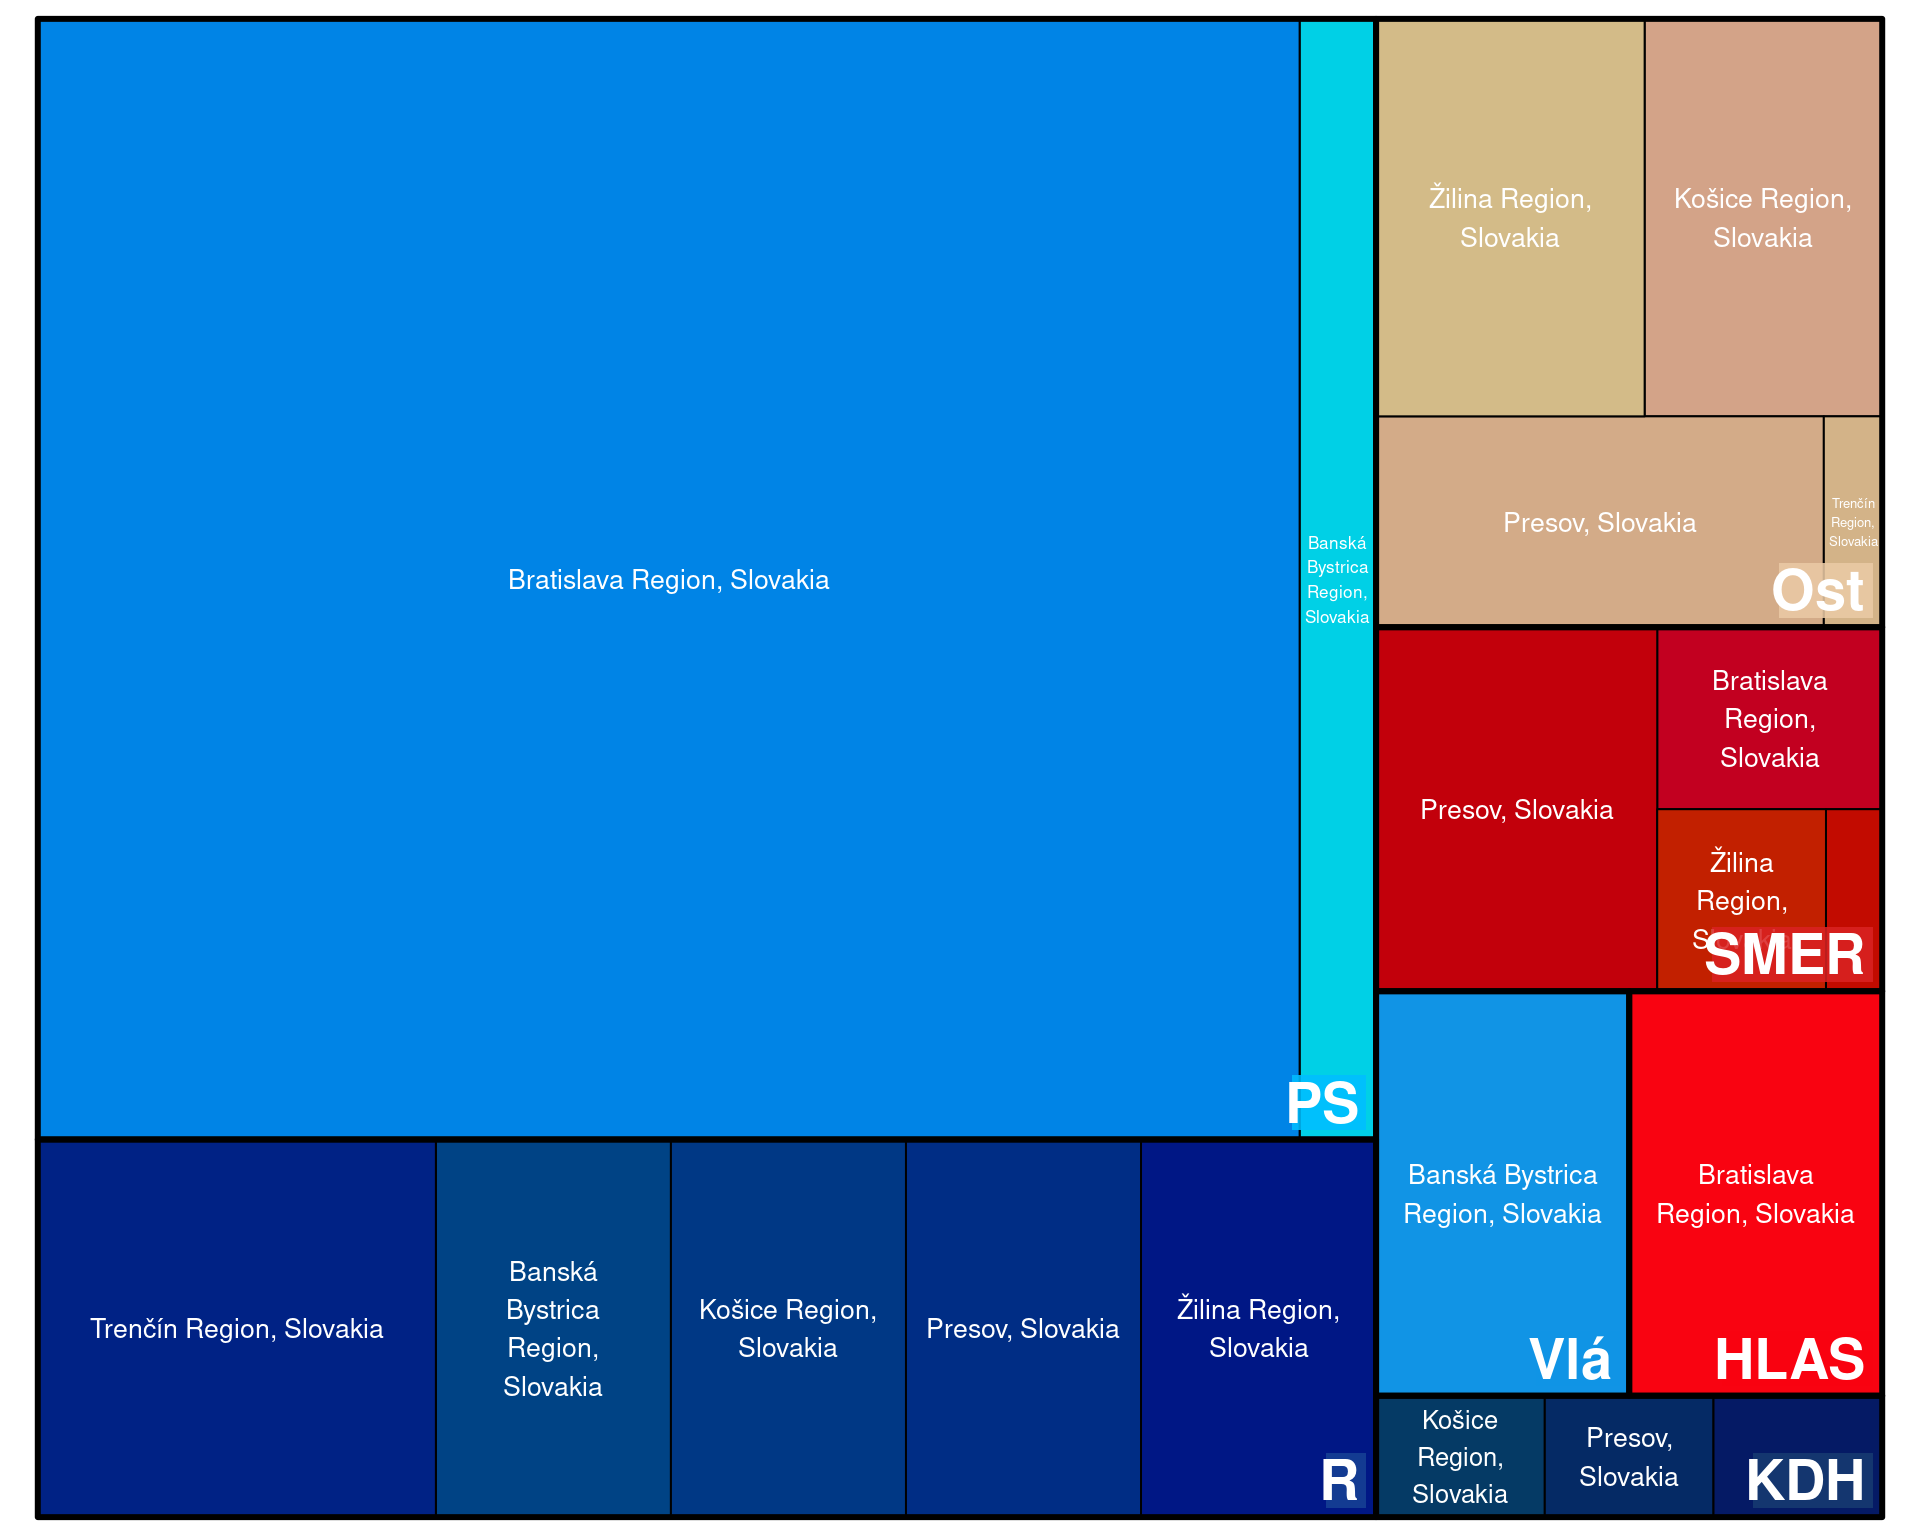 Bratislava Region, Slovakia
Banská
Bystrica
Region,
Slovakia
PS
Trenčín Region, Slovakia
Banská
Bystrica
Region,
Slovakia
Košice Region,
Slovakia
Presov, Slovakia
Žilina Region,
Slovakia
R
Žilina Region,
Slovakia
Košice Region,
Slovakia
Presov, Slovakia
Trenčín
Region,
Slovakia
Ost
Presov, Slovakia
Bratislava
Region,
Slovakia
Žilina
Region,
SMER
Banská Bystrica
Region, Slovakia
Vlá
Bratislava
Region, Slovakia
HLAS
Košice
Region,
Slovakia
Presov,
Slovakia
KDH